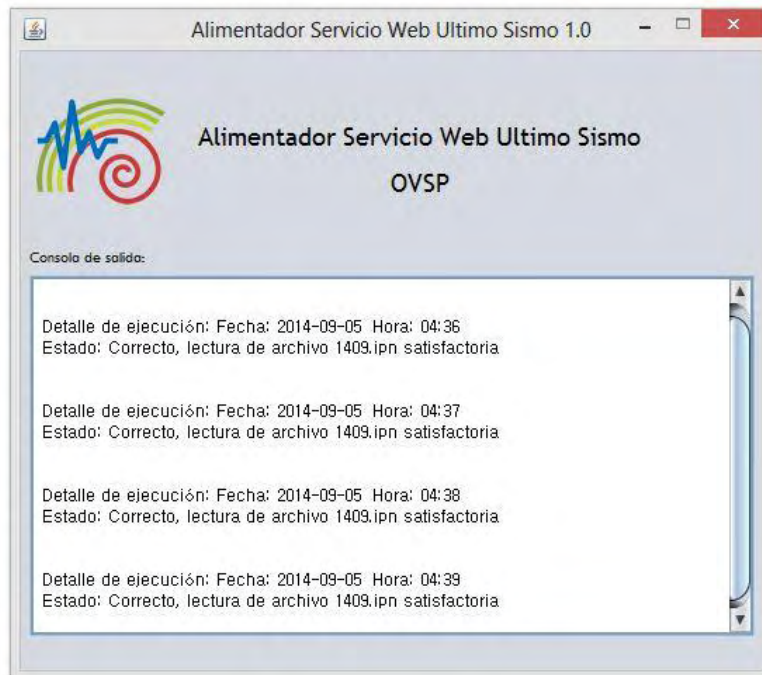 Alimentador Servicio Web Ultimo Sismo 1.0
Alimentador Servicio Web Ultimo Sismo
OVSP
Consola de salida:
Detalle de ejecución: Fecha: 2014-09-05 Hora: 04:36
Estado: Correcto, lectura de archivo 1409.ipn satisfactoria
Detalle de ejecución: Fecha: 2014-09-05 Hora: 04:37
Estado: Correcto, lectura de archivo 1409.ipn satisfactoria
Detalle de ejecución: Fecha: 2014-09-05 Hora: 04:38
Estado: Correcto, lectura de archivo 1409.ipn satisfactoria
Detalle de ejecución: Fecha: 2014-09-05 Hora: 04:39
Estado: Correcto, lectura de archivo 1409.ipn satisfactoria